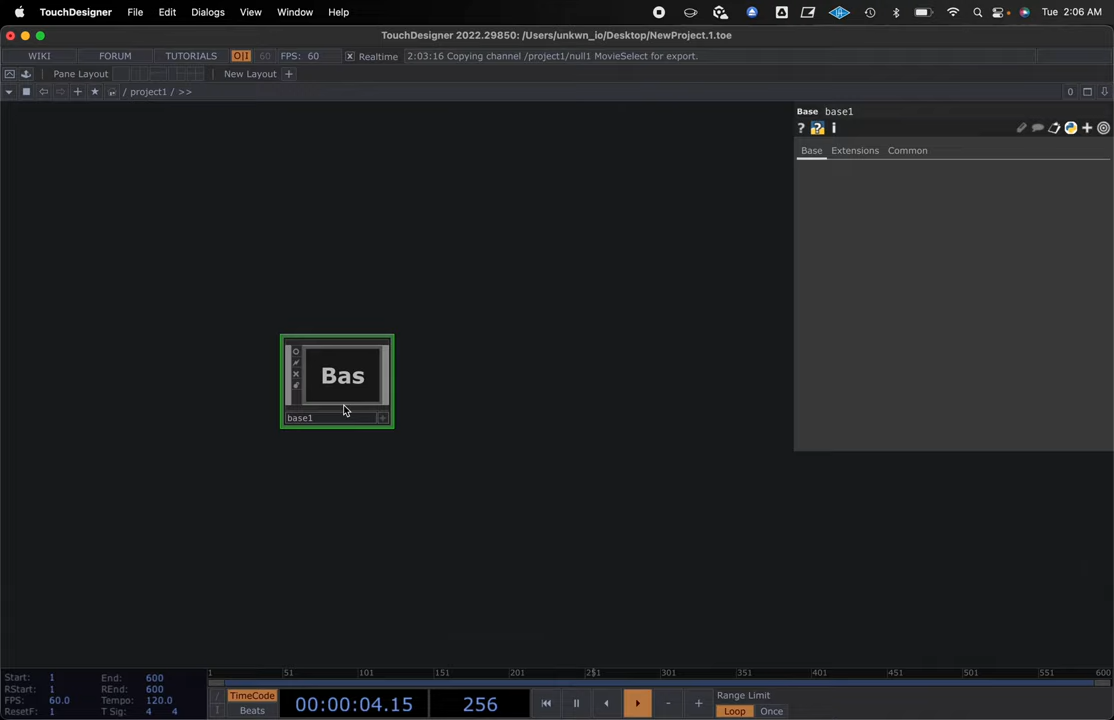 TouchDesigner File Edit Dialogs View Window Help Tue 2:06 AM
TouchDesigner 2022.29850: /Users/unkwn_io/Desktop/NewProject.1.toe
WIKI FORUM TUTORIALS O|I 60 FPS: 60 X Realtime 2:03:16 Copying channel /project1/null1 MovieSelect for export.
Pane Layout New Layout +
/ project1 / >> 0
Base base1
? ? i
Base Extensions Common
Bas
base1 +
Start: 1 End: 600
RStart: 1 REnd: 600
FPS: 60.0 Tempo: 120.0
ResetF: 1 T Sig: 4 4
1 51 101 151 201 251 301 351 401 451 501 551 600
/ TimeCode
I Beats
00:00:04.15 256
- +
Range Limit
Loop Once